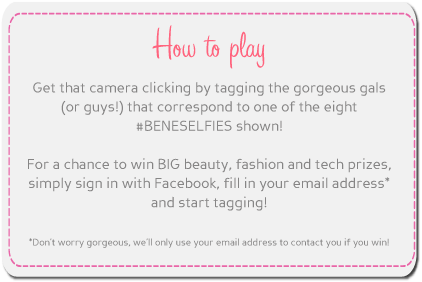 How to play
Get that camera clicking by tagging the gorgeous gals
(or guys!) that correspond to one of the eight
#BENESELFIES shown!
For a chance to win BIG beauty, fashion and tech prizes,
simply sign in with Facebook, fill in your email address*
and start tagging!
*Don't worry gorgeous, we'll only use your email address to contact you if you win!